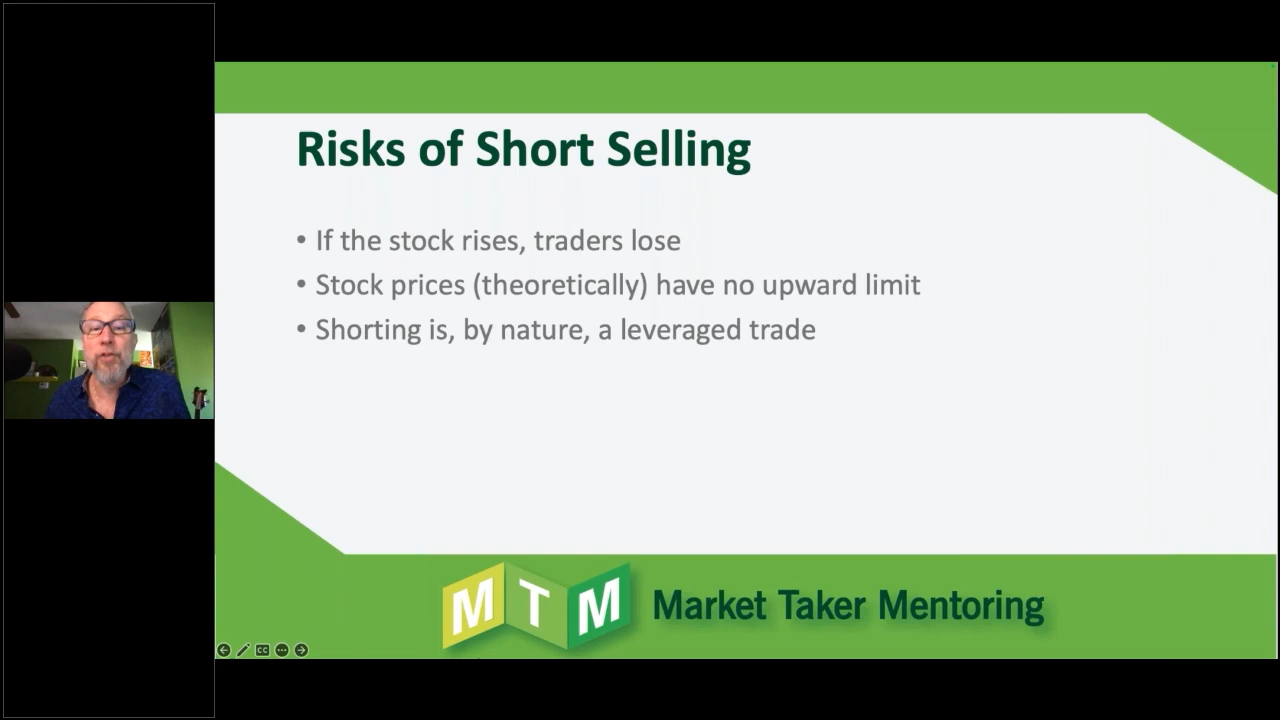 Risks of Short Selling
• If the stock rises, traders lose
• Stock prices (theoretically) have no upward limit
• Shorting is, by nature, a leveraged trade
MTM Market Taker Mentoring
CC